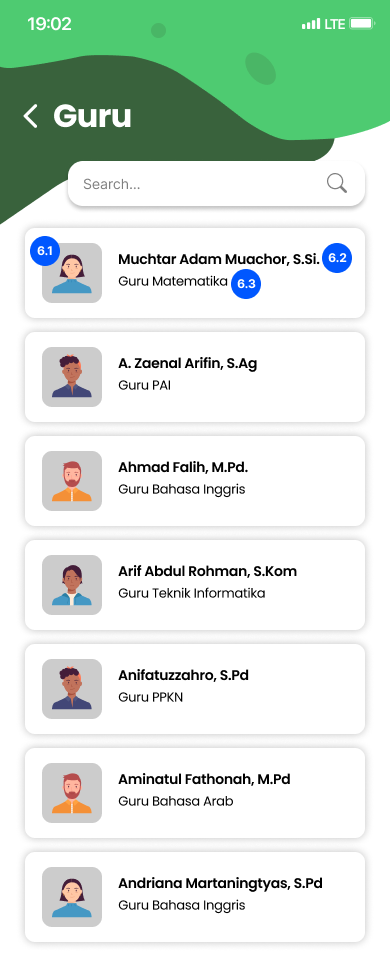 19:02
LTE
Guru
Search...
6.1
Muchtar Adam Muachor, S.Si.
6.2
Guru Matematika
6.3
A. Zaenal Arifin, S.Ag
Guru PAI
Ahmad Falih, M.Pd.
Guru Bahasa Inggris
Arif Abdul Rohman, S.Kom
Guru Teknik Informatika
Anifatuzzahro, S.Pd
Guru PPKN
Aminatul Fathonah, M.Pd
Guru Bahasa Arab
Andriana Martaningtyas, S.Pd
Guru Bahasa Inggris